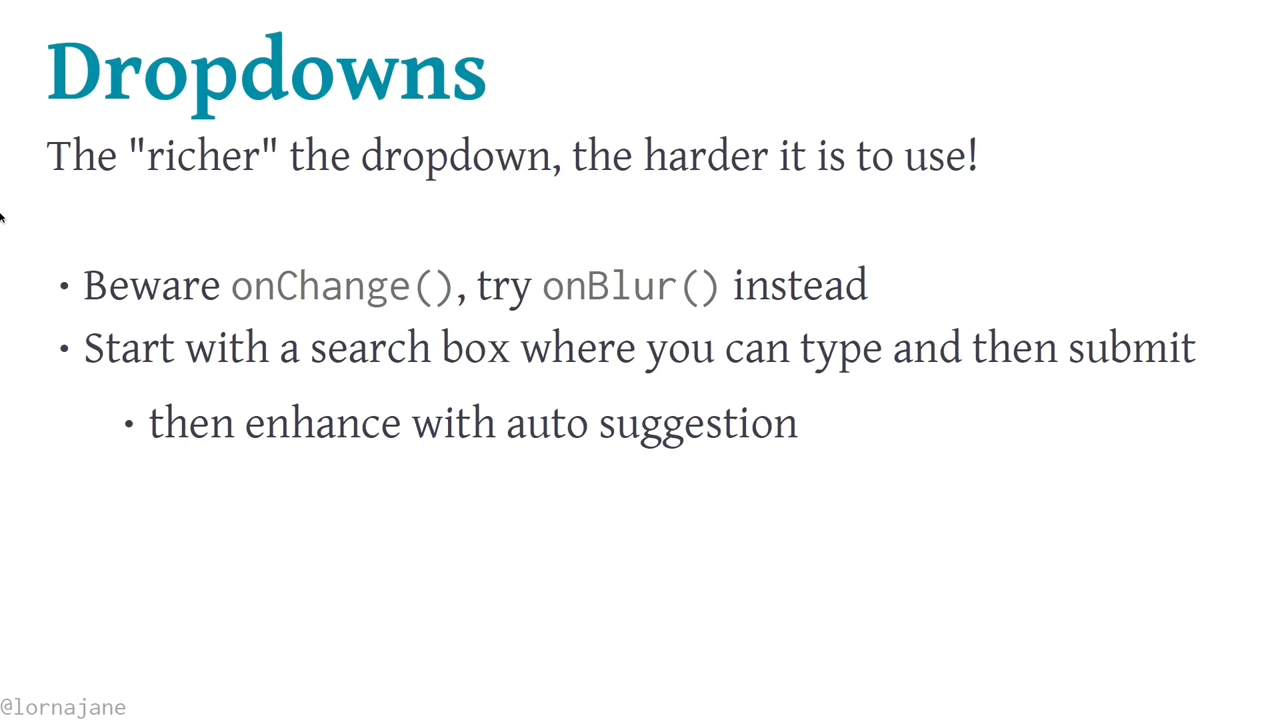 Dropdowns
The "richer" the dropdown, the harder it is to use!
• Beware onChange(), try onBlur() instead
• Start with a search box where you can type and then submit
• then enhance with auto suggestion
@lornajane